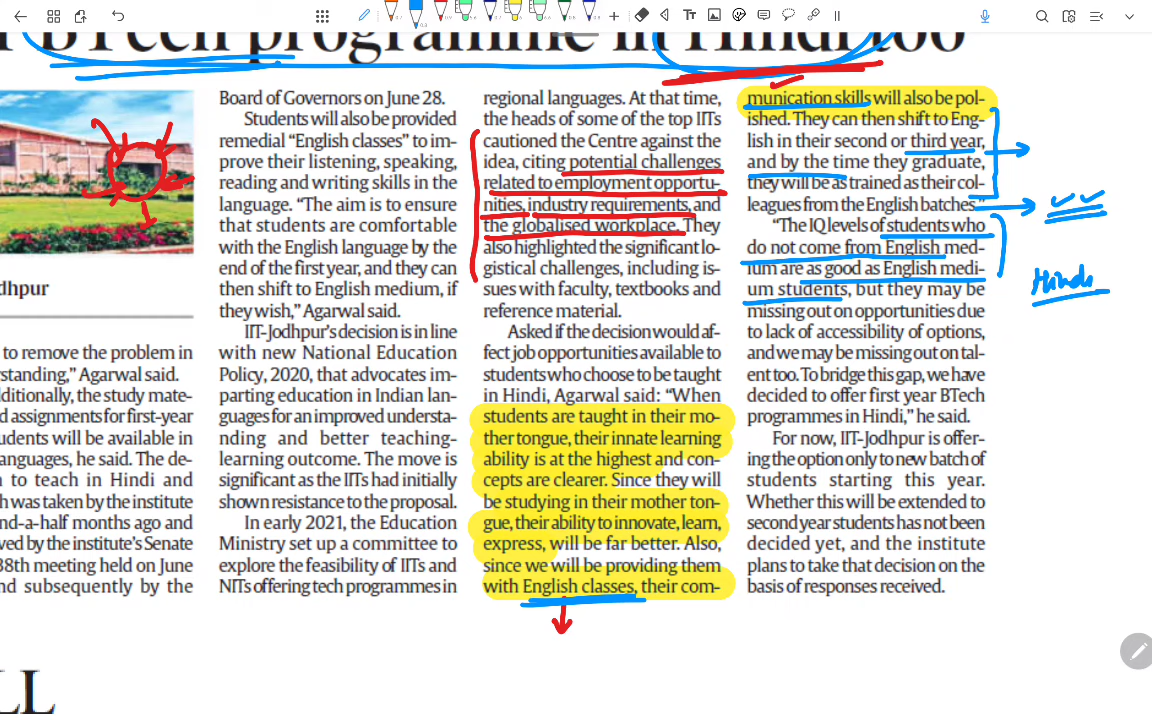 BTech programme in Hindi too
dhpur
to remove the problem in
standing,” Agarwal said.
ditionally, the study mate-
d assignments for first-year
udents will be available in
anguages, he said. The de-
to teach in Hindi and
h was taken by the institute
nd-a-half months ago and
ved by the institute’s Senate
38th meeting held on June
nd subsequently by the
Board of Governors on June 28.
Students will also be provided
remedial “English classes” to im-
prove their listening, speaking,
reading and writing skills in the
language. “The aim is to ensure
that students are comfortable
with the English language by the
end of the first year, and they can
then shift to English medium, if
they wish,” Agarwal said.
IIT-Jodhpur’s decision is in line
with new National Education
Policy, 2020, that advocates im-
parting education in Indian lan-
guages for an improved understa-
nding and better teaching-
learning outcome. The move is
significant as the IITs had initially
shown resistance to the proposal.
In early 2021, the Education
Ministry set up a committee to
explore the feasibility of IITs and
NITs offering tech programmes in
regional languages. At that time,
the heads of some of the top IITs
cautioned the Centre against the
idea, citing potential challenges
related to employment opportu-
nities, industry requirements, and
the globalised workplace. They
also highlighted the significant lo-
gistical challenges, including is-
sues with faculty, textbooks and
reference material.
Asked if the decision would af-
fect job opportunities available to
students who choose to be taught
in Hindi, Agarwal said: “When
students are taught in their mo-
ther tongue, their innate learning
ability is at the highest and con-
cepts are clearer. Since they will
be studying in their mother ton-
gue, their ability to innovate, learn,
express, will be far better. Also,
since we will be providing them
with English classes, their com-
munication skills will also be pol-
ished. They can then shift to Eng-
lish in their second or third year,
and by the time they graduate,
they will be as trained as their col-
leagues from the English batches.”
“The IQ levels of students who
do not come from English med-
ium are as good as English medi-
um students, but they may be
missing out on opportunities due
to lack of accessibility of options,
and we may be missing out on tal-
ent too. To bridge this gap, we have
decided to offer first year BTech
programmes in Hindi,” he said.
For now, IIT-Jodhpur is offer-
ing the option only to new batch of
students starting this year.
Whether this will be extended to
second year students has not been
decided yet, and the institute
plans to take that decision on the
basis of responses received.
Hindi
LL